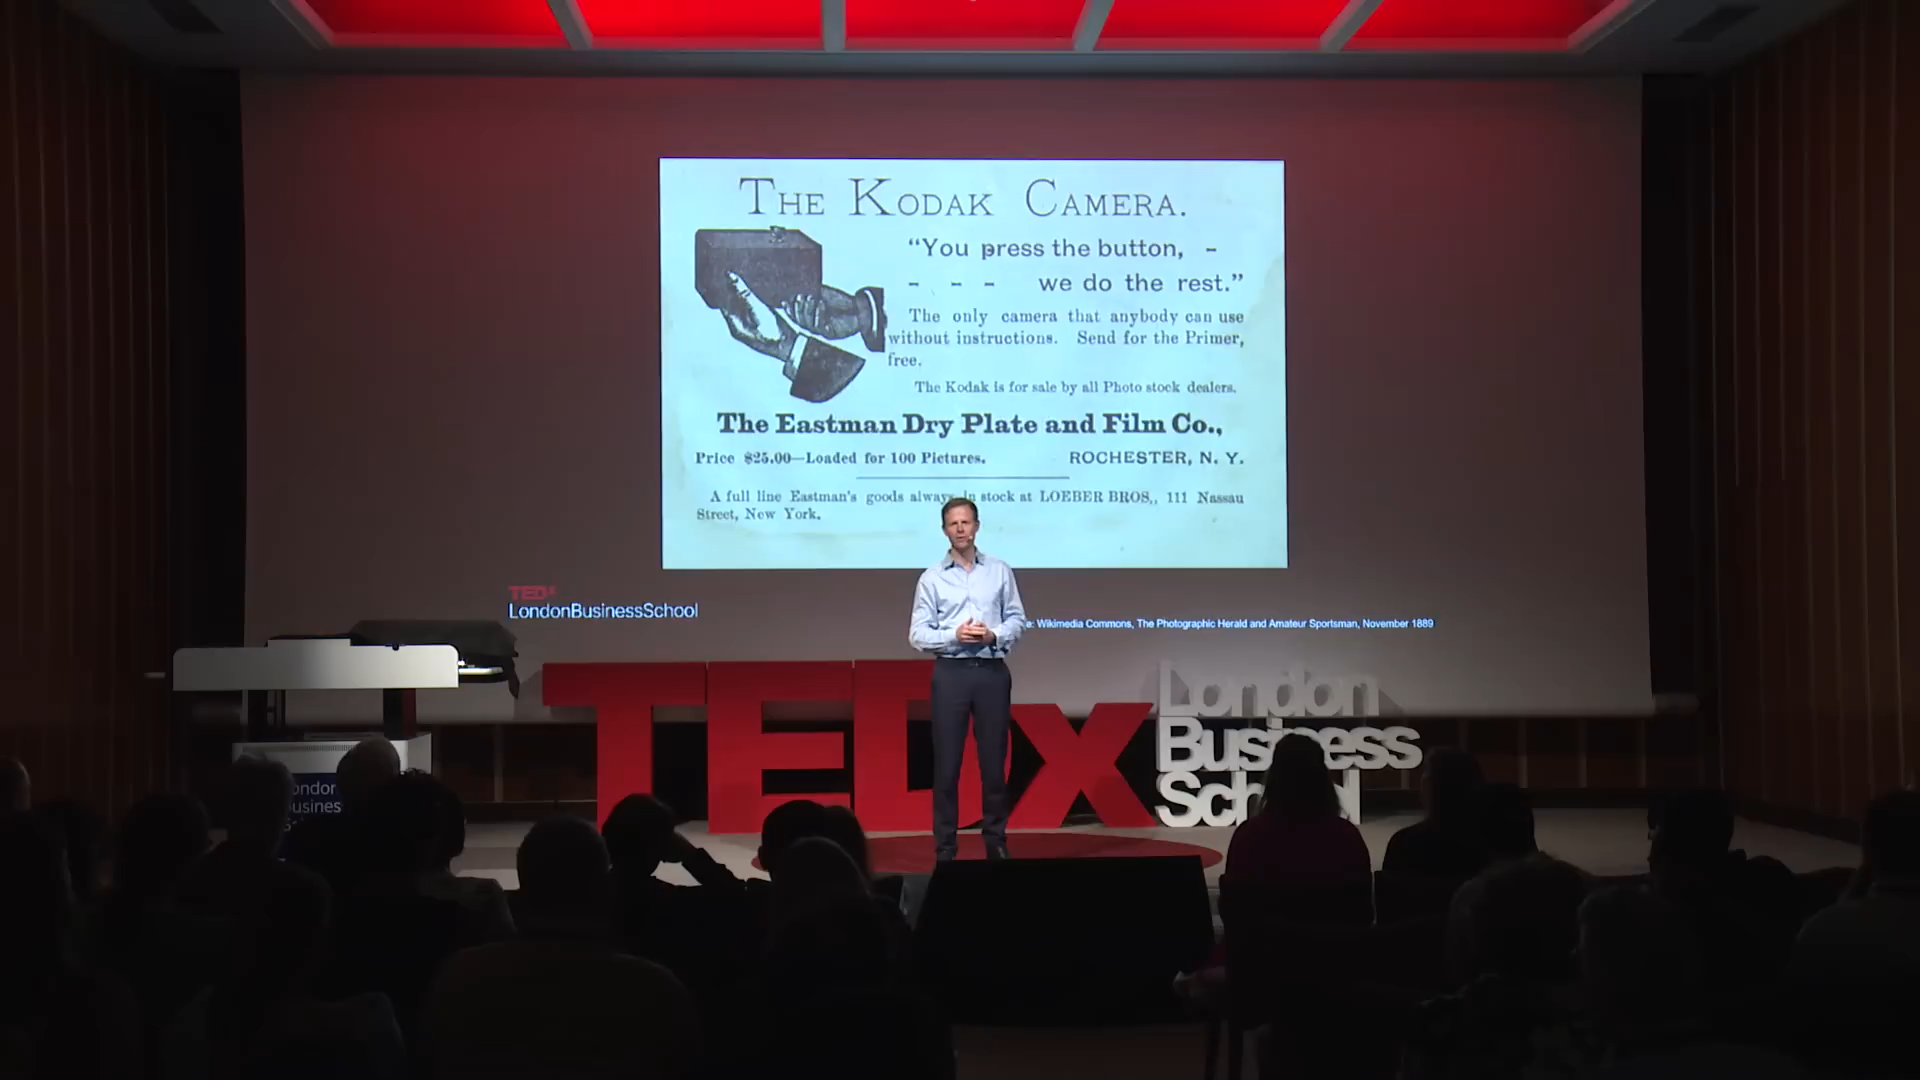 THE KODAK CAMERA.
“You press the button, -
- - - we do the rest.”
The only camera that anybody can use
without instructions. Send for the Primer,
free.
The Kodak is for sale by all Photo stock dealers.
The Eastman Dry Plate and Film Co.,
Price $25.00—Loaded for 100 Pictures. ROCHESTER, N. Y.
A full line Eastman's goods always in stock at LOEBER BROS., 111 Nassau
Street, New York.
TEDx
LondonBusinessSchool
e: Wikimedia Commons, The Photographic Herald and Amateur Sportsman, November 1889
TEDx
London
Business
School
ondon
usines